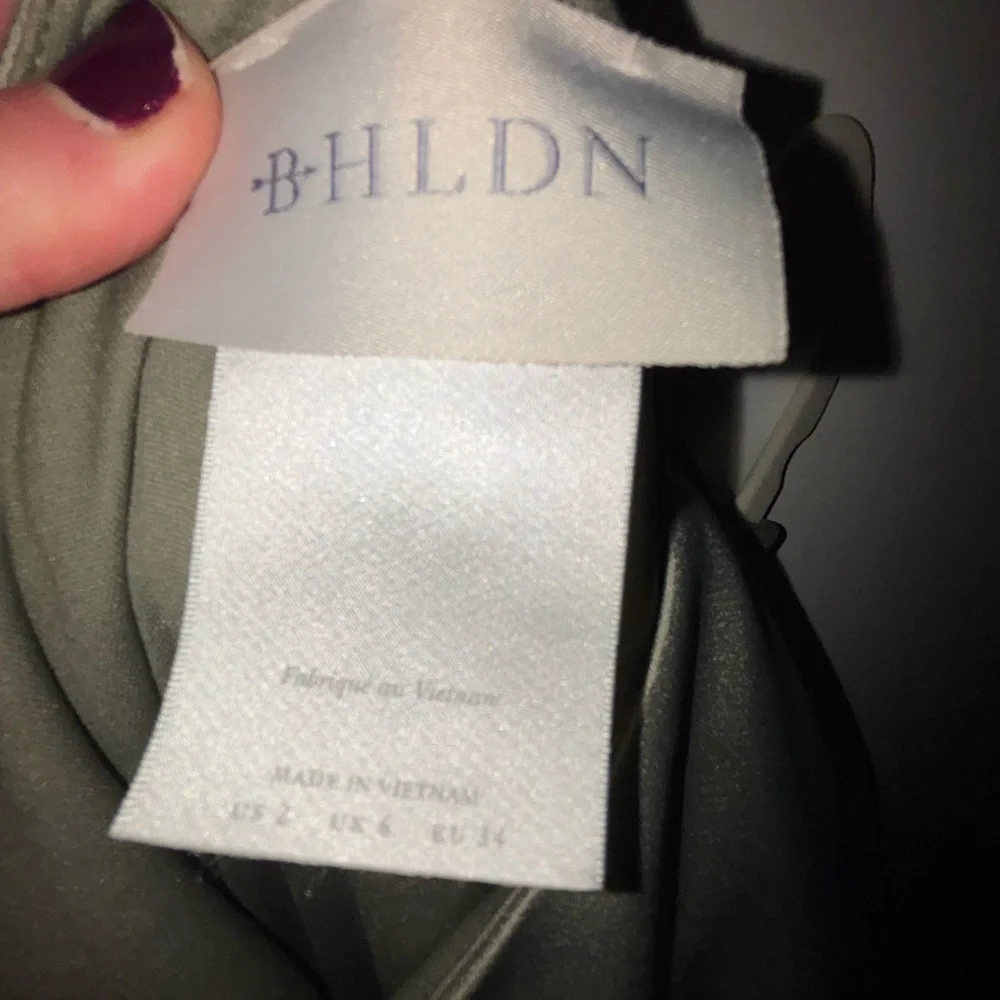 BHLDN
Fabriqué au Vietnam
MADE IN VIETNAM
US 2 UK 6 EU 34